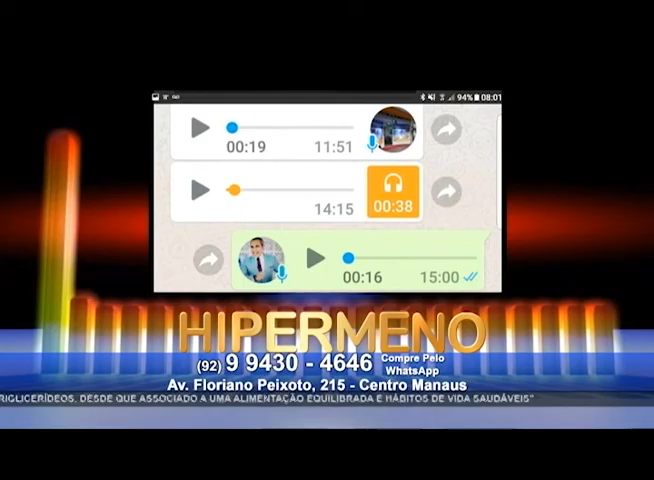 94% 08:01
00:19 11:51
14:15 00:38
00:16 15:00
HIPERMENO
(92) 9 9430 - 4646 Compre Pelo WhatsApp
Av. Floriano Peixoto, 215 - Centro Manaus
RIGLICERÍDEOS, DESDE QUE ASSOCIADO A UMA ALIMENTAÇÃO EQUILIBRADA E HÁBITOS DE VIDA SAUDÁVEIS"